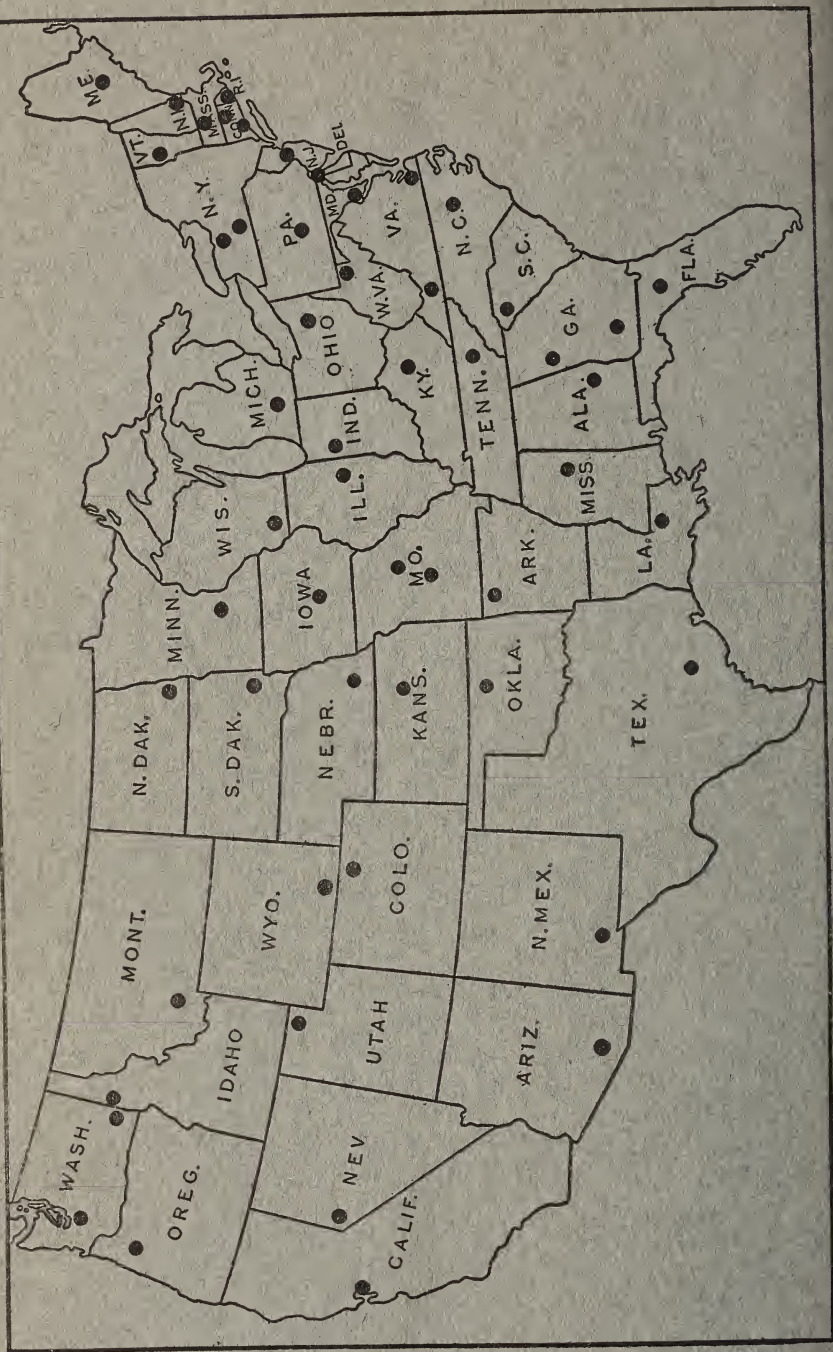 WASH.
OREG.
CALIF.
NEV
IDAHO
MONT.
WYO.
UTAH
ARIZ.
COLO.
N.MEX.
N. DAK.
S. DAK.
NEBR.
KANS.
OKLA.
TEX.
MINN.
IOWA
MO.
ARK.
LA.
WIS.
ILL.
MISS.
MICH.
IND.
OHIO
KY.
TENN.
ALA.
GA.
FLA.
S.C.
N.C.
VA.
W.VA.
MD.
DEL
N.J.
PA.
N.Y.
VT.
N.H.
MASS.
CONN.
R.I.
ME.